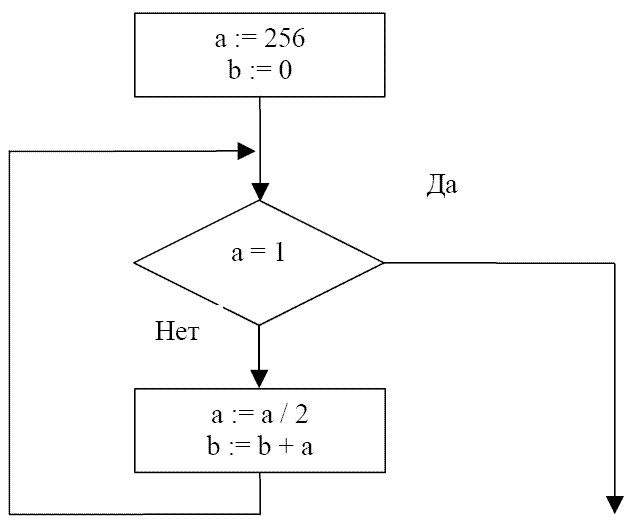 a := 256
b := 0
Да
a = 1
Нет
a := a / 2
b := b + a